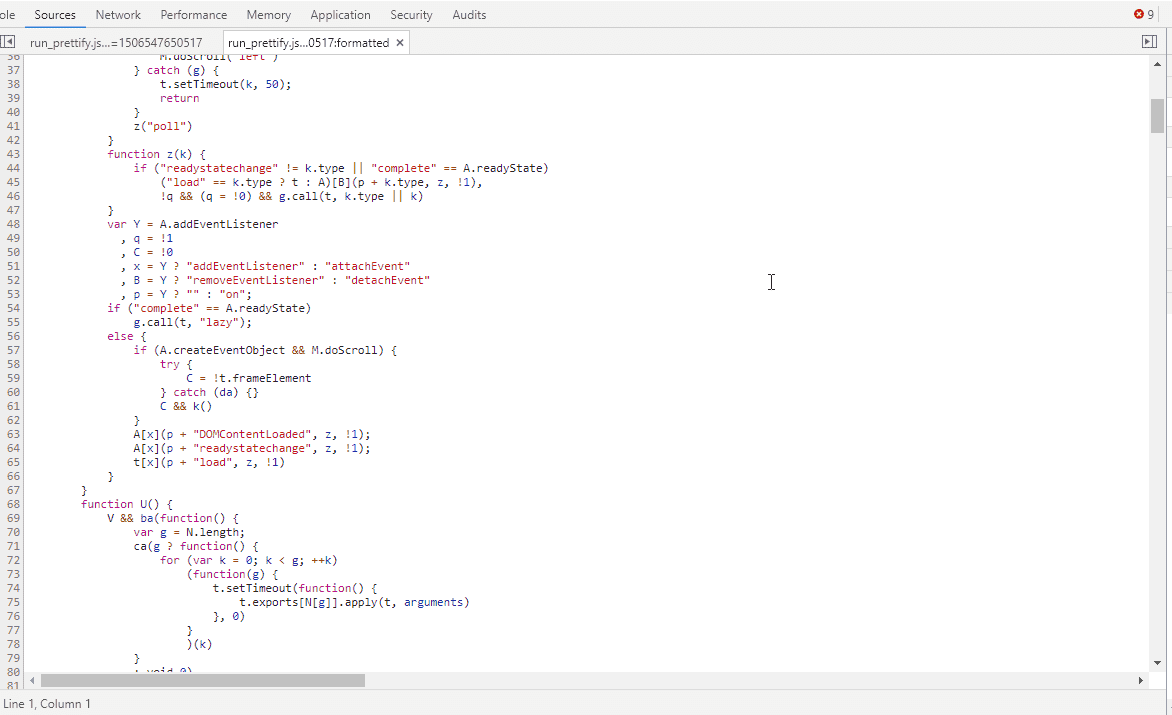 ole Sources Network Performance Memory Application Security Audits 9
run_prettify.js...=1506547650517 run_prettify.js...0517:formatted ×
36 M.doScroll("left")
37 } catch (g) {
38 t.setTimeout(k, 50);
39 return
40 }
41 z("poll")
42 }
43 function z(k) {
44 if ("readystatechange" != k.type || "complete" == A.readyState)
45 ("load" == k.type ? t : A)[B](p + k.type, z, !1),
46 !q && (q = !0) && g.call(t, k.type || k)
47 }
48 var Y = A.addEventListener
49 , q = !1
50 , C = !0
51 , x = Y ? "addEventListener" : "attachEvent"
52 , B = Y ? "removeEventListener" : "detachEvent"
53 , p = Y ? "" : "on";
54 if ("complete" == A.readyState)
55 g.call(t, "lazy");
56 else {
57 if (A.createEventObject && M.doScroll) {
58 try {
59 C = !t.frameElement
60 } catch (da) {}
61 C && k()
62 }
63 A[x](p + "DOMContentLoaded", z, !1);
64 A[x](p + "readystatechange", z, !1);
65 t[x](p + "load", z, !1)
66 }
67 }
68 function U() {
69 V && ba(function() {
70 var g = N.length;
71 ca(g ? function() {
72 for (var k = 0; k < g; ++k)
73 (function(g) {
74 t.setTimeout(function() {
75 t.exports[N[g]].apply(t, arguments)
76 }, 0)
77 }
78 )(k)
79 }
80 : void 0)
81
Line 1, Column 1